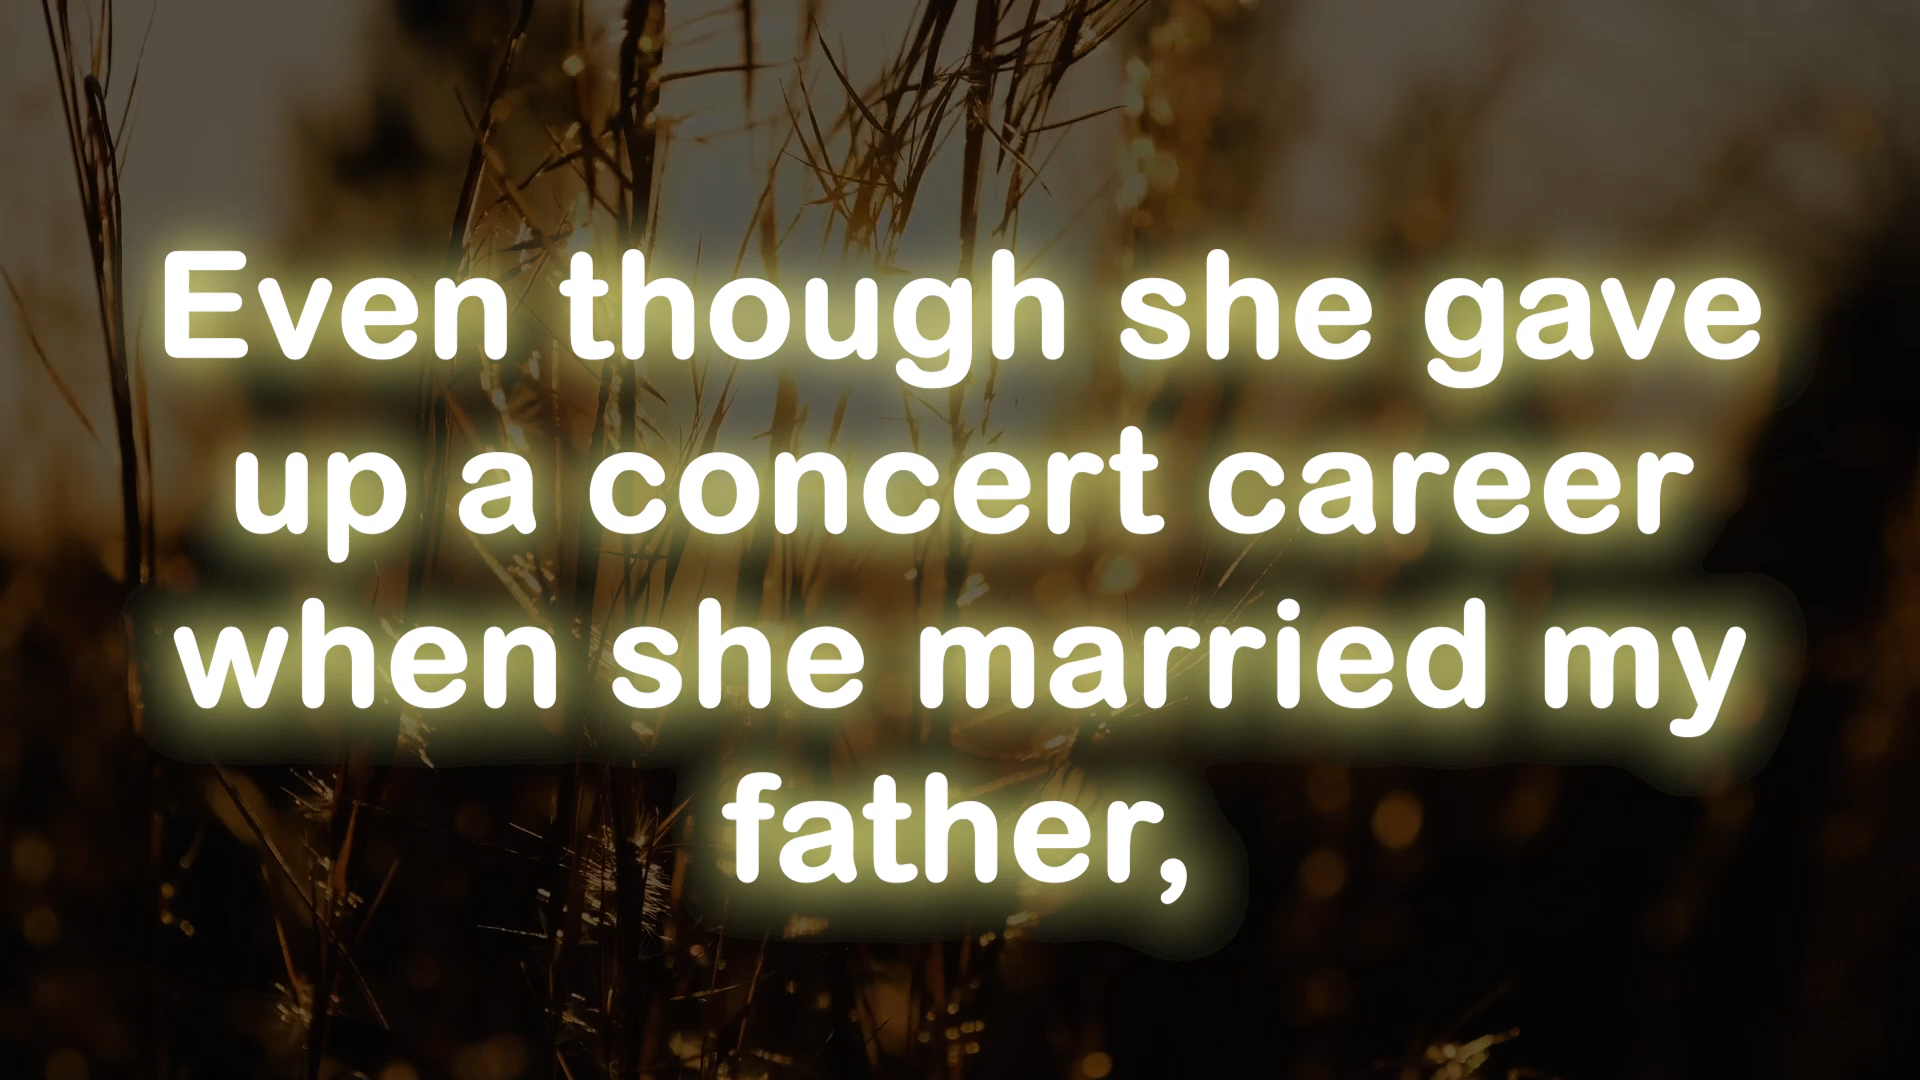 Even though she gave
up a concert career
when she married my
father,